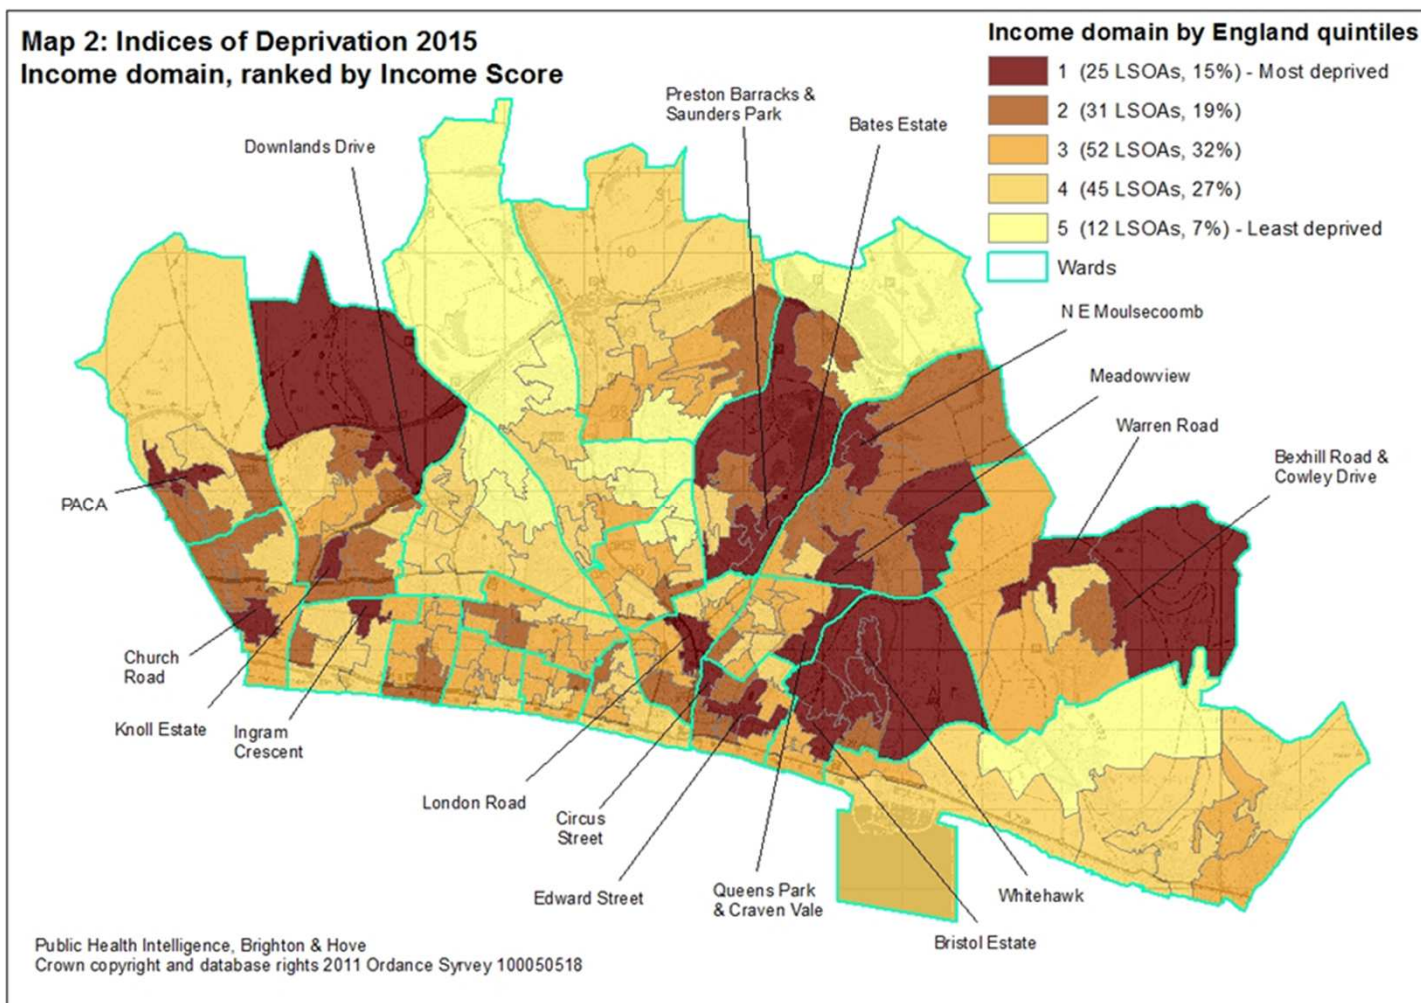 Map 2: Indices of Deprivation 2015
Income domain, ranked by Income Score
Income domain by England quintiles
1 (25 LSOAs, 15%) - Most deprived
2 (31 LSOAs, 19%)
3 (52 LSOAs, 32%)
4 (45 LSOAs, 27%)
5 (12 LSOAs, 7%) - Least deprived
Wards
Preston Barracks &
Saunders Park
Bates Estate
Downlands Drive
N E Moulsecoomb
Meadowview
Warren Road
Bexhill Road &
Cowley Drive
PACA
Church
Road
Knoll Estate
Ingram
Crescent
London Road
Circus
Street
Edward Street
Queens Park
& Craven Vale
Whitehawk
Bristol Estate
Public Health Intelligence, Brighton & Hove
Crown copyright and database rights 2011 Ordance Syrvey 100050518